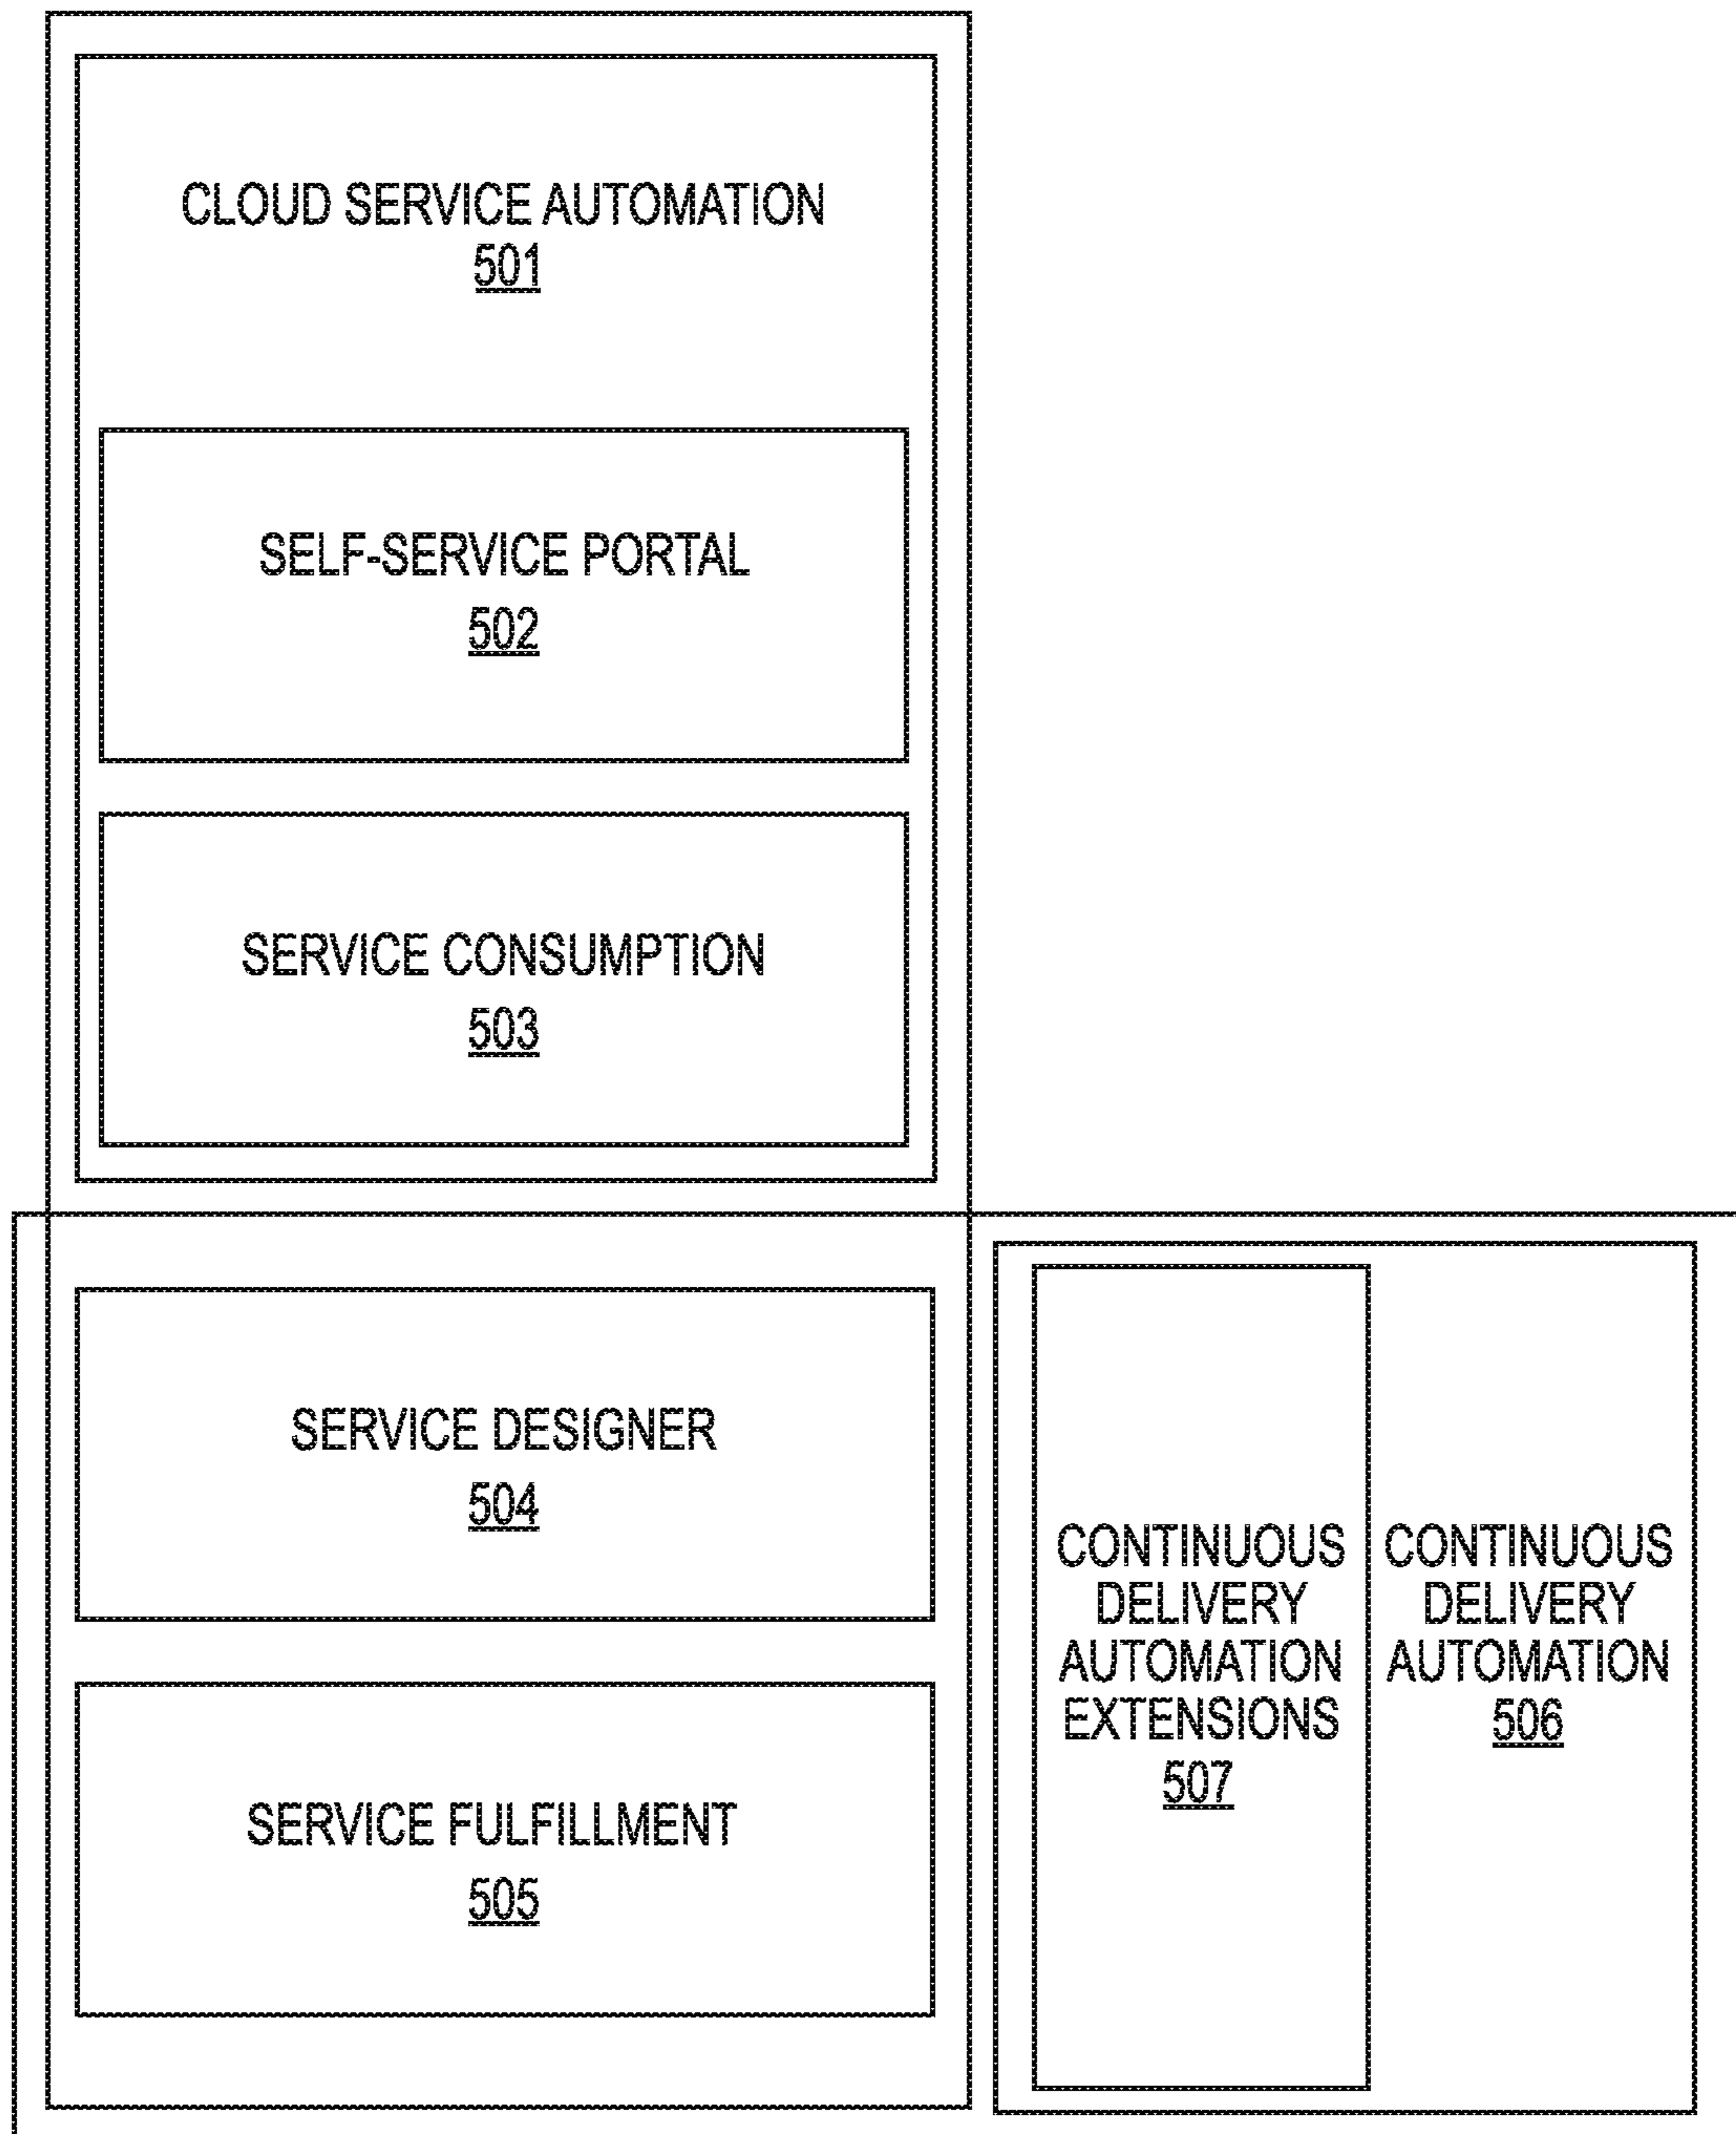 CLOUD SERVICE AUTOMATION
501
SELF-SERVICE PORTAL
502
SERVICE CONSUMPTION
503
SERVICE DESIGNER
504
SERVICE FULFILLMENT
505
CONTINUOUS
DELIVERY
AUTOMATION
EXTENSIONS
507
CONTINUOUS
DELIVERY
AUTOMATION
506